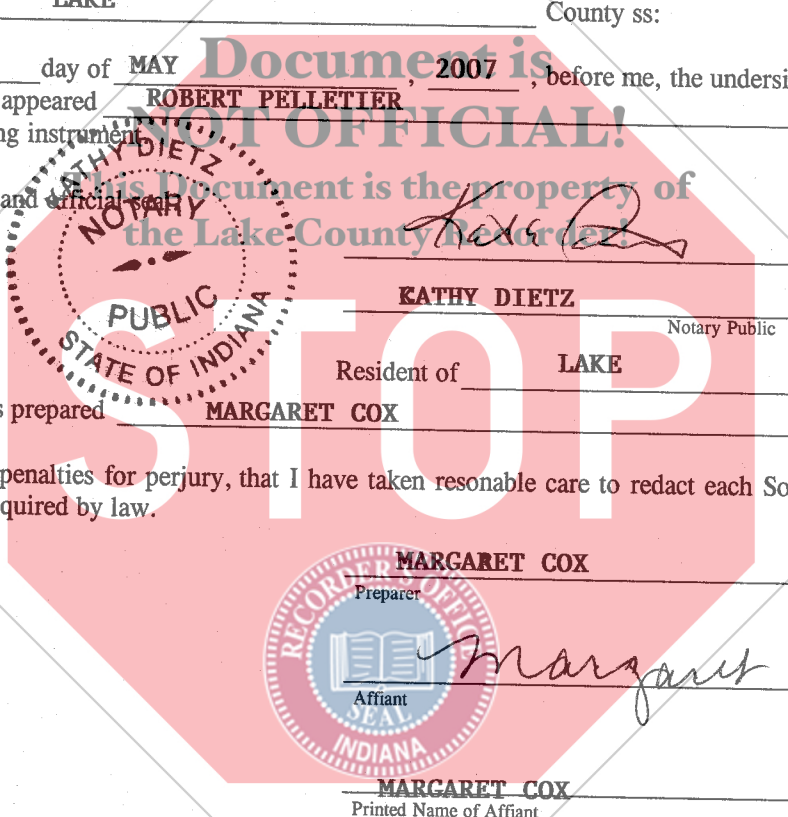 LAKE County ss:
day of MAY, 2007, before me, the undersi
appeared ROBERT PELLETIER
ng instrument
and official seal
Document is
NOT OFFICIAL!
This Document is the property of
the Lake County Recorder!
KATHY DIETZ
NOTARY
PUBLIC
STATE OF INDIANA
KATHY DIETZ
Notary Public
Resident of LAKE
s prepared MARGARET COX
penalties for perjury, that I have taken resonable care to redact each So
quired by law.
STOP
MARGARET COX
Preparer
Margaret
Affiant
RECORDER'S OFFICE
SEAL
INDIANA
MARGARET COX
Printed Name of Affiant